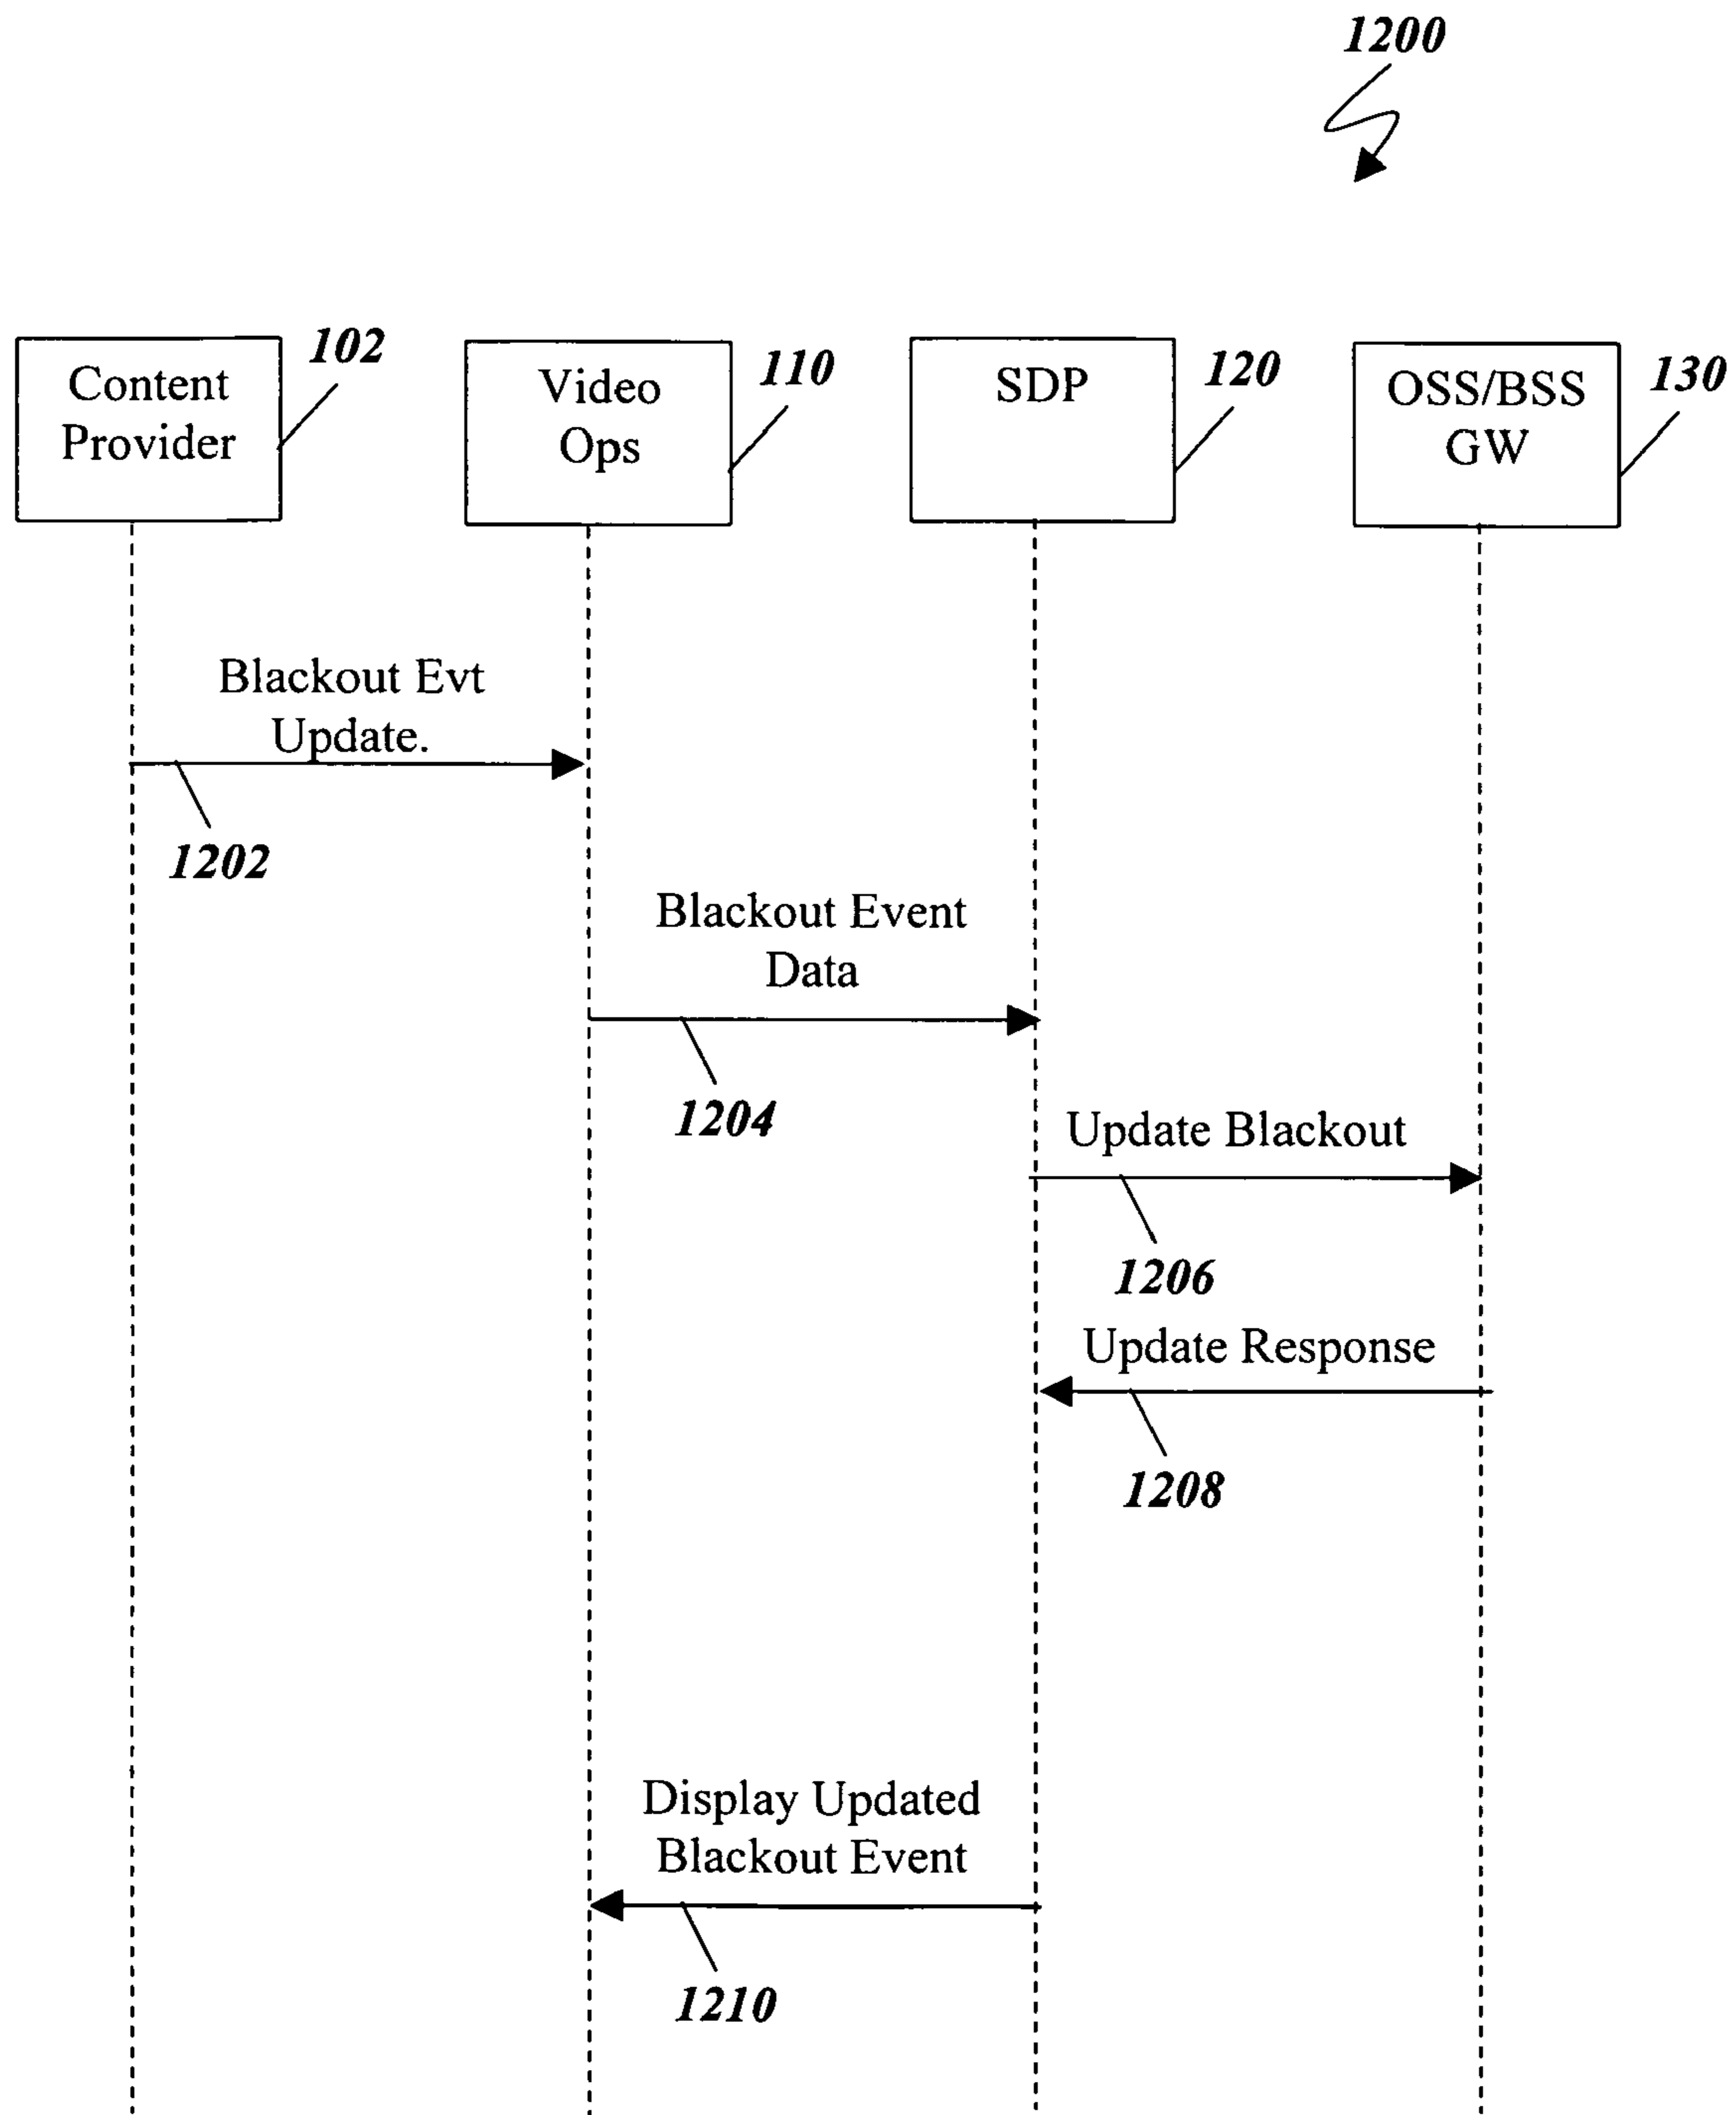 1200
Content
Provider
102
Video
Ops
110
SDP
120
OSS/BSS
GW
130
Blackout Evt
Update.
1202
Blackout Event
Data
1204
Update Blackout
1206
Update Response
1208
Display Updated
Blackout Event
1210